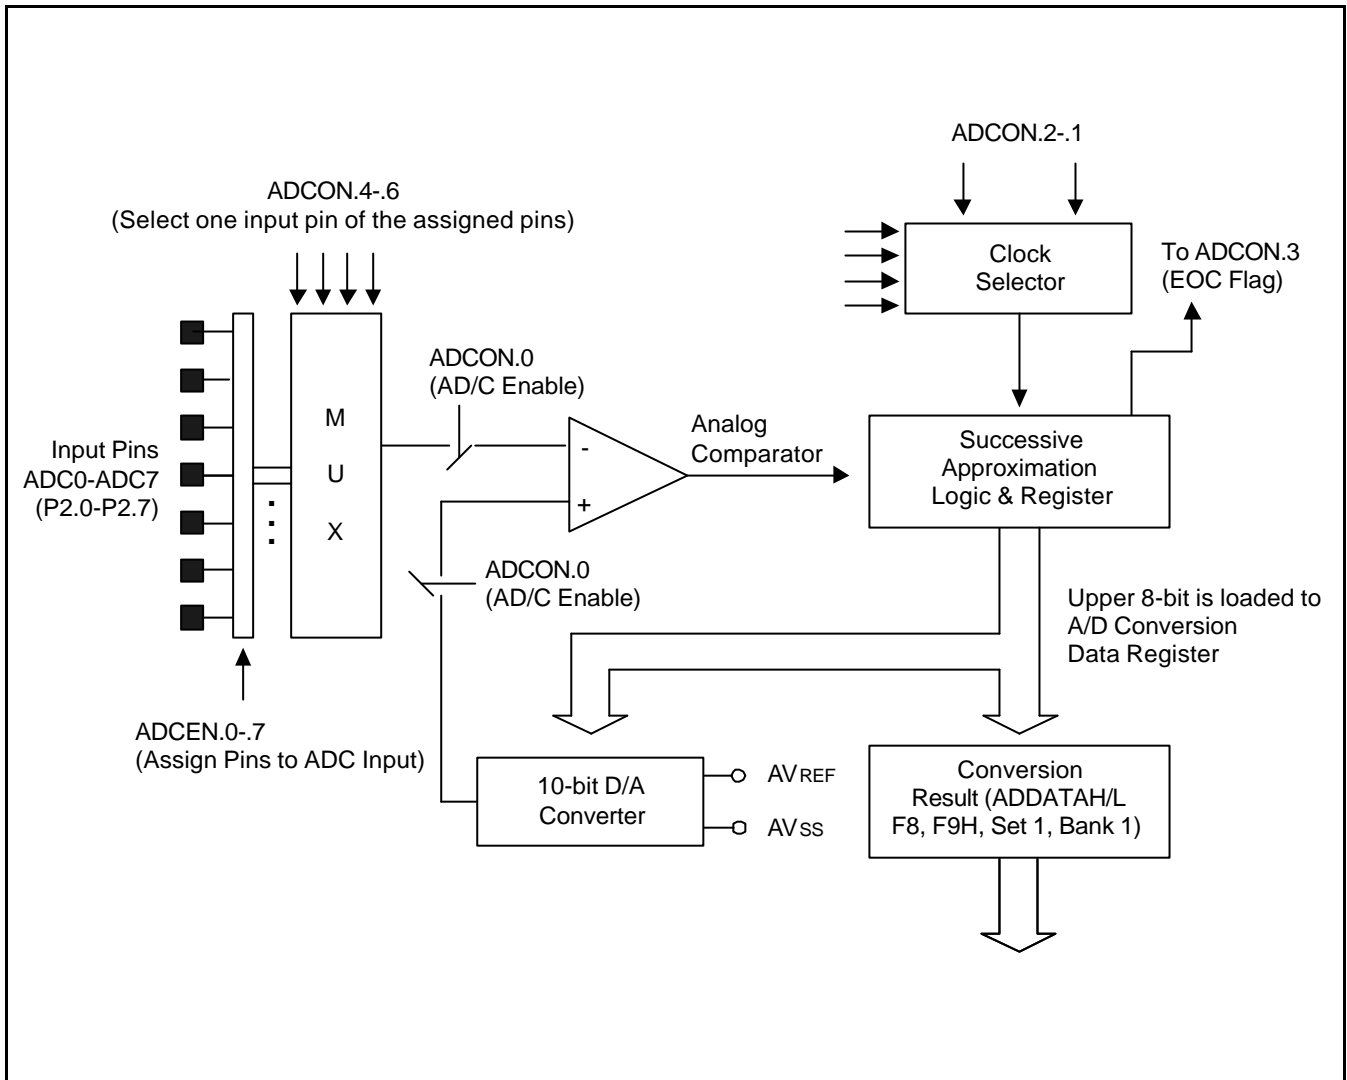 ADCON.2-.1
ADCON.4-.6
(Select one input pin of the assigned pins)
Clock
Selector
To ADCON.3
(EOC Flag)
ADCON.0
(AD/C Enable)
M
U
X
Input Pins
ADC0-ADC7
(P2.0-P2.7)
-
+
Analog
Comparator
Successive
Approximation
Logic & Register
ADCON.0
(AD/C Enable)
Upper 8-bit is loaded to
A/D Conversion
Data Register
ADCEN.0-.7
(Assign Pins to ADC Input)
10-bit D/A
Converter
AVREF
AVSS
Conversion
Result (ADDATAH/L
F8, F9H, Set 1, Bank 1)